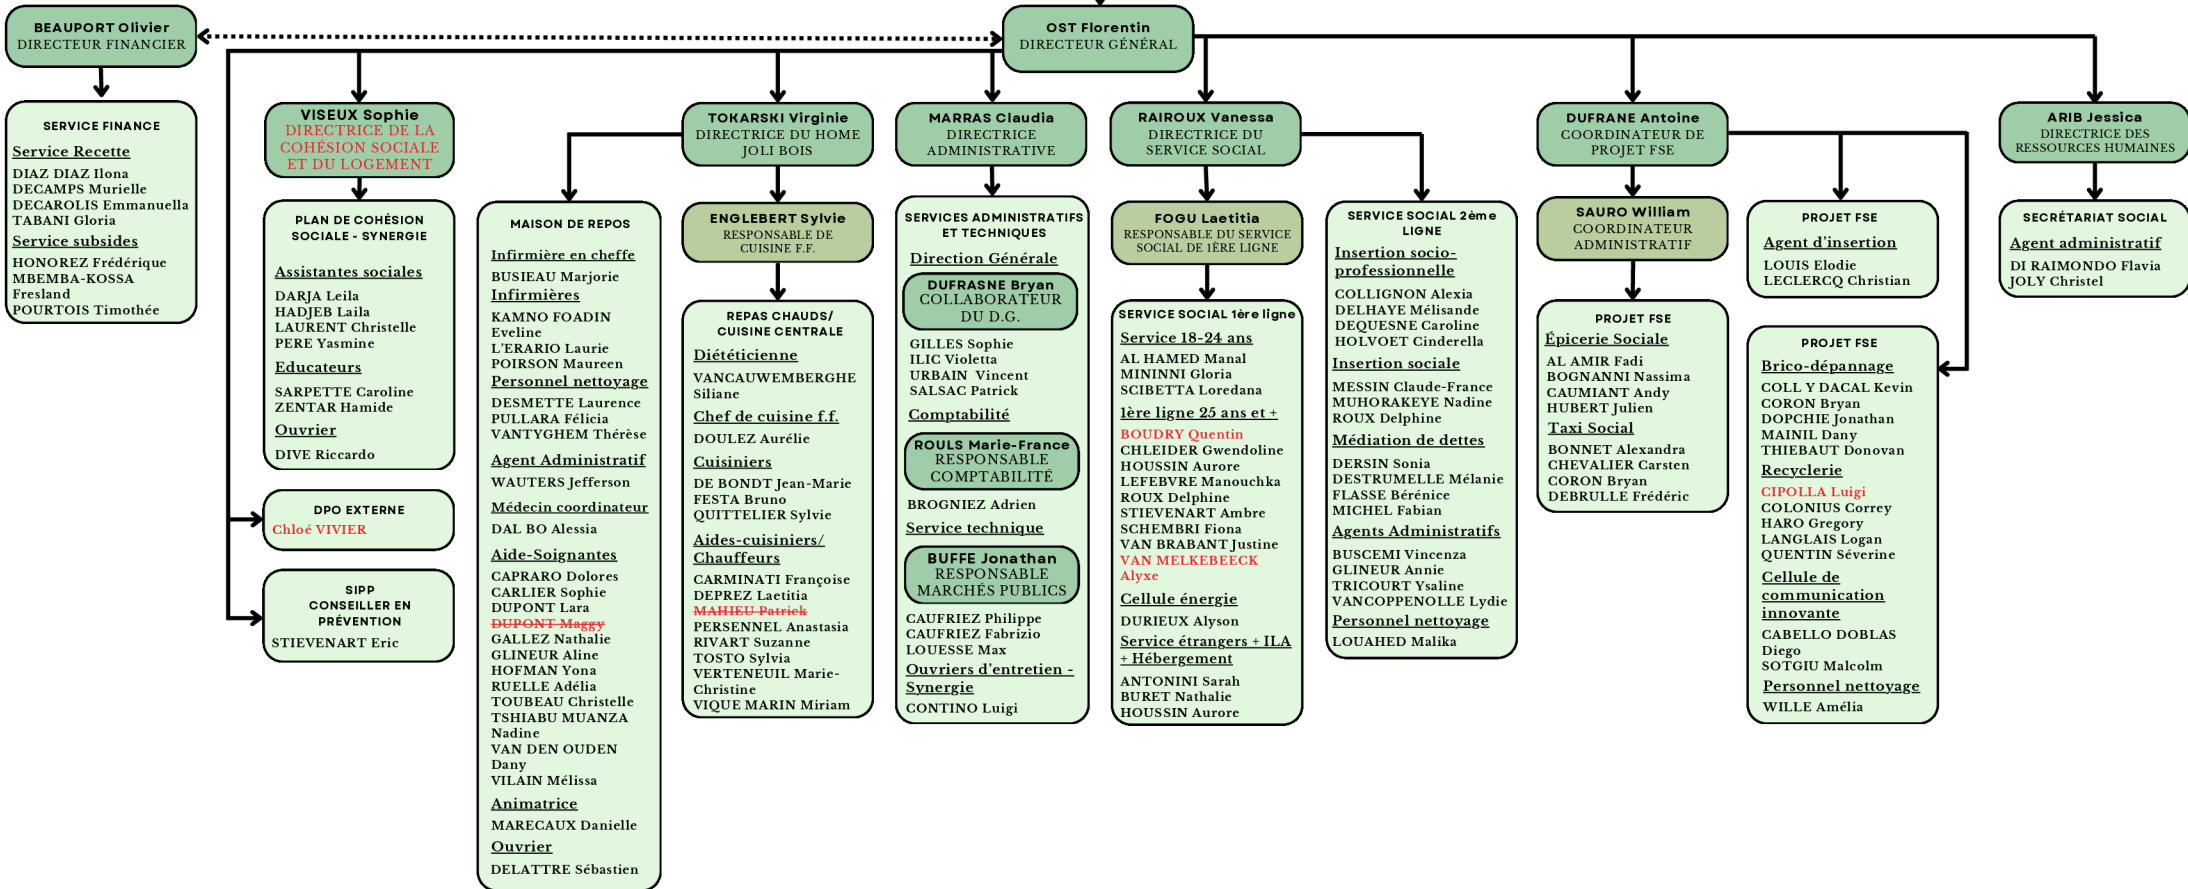 BEAUPORT Olivier
DIRECTEUR FINANCIER
OST Florentin
DIRECTEUR GÉNÉRAL
SERVICE FINANCE
Service Recette
DIAZ DIAZ Ilona
DECAMPS Murielle
DECAROLIS Emmanuella
TABANI Gloria
Service subsides
HONOREZ Frédérique
MBEMBA-KOSSA
Fresland
POURTOIS Timothée
VISEUX Sophie
DIRECTRICE DE LA
COHÉSION SOCIALE
ET DU LOGEMENT
PLAN DE COHÉSION
SOCIALE - SYNERGIE
Assistantes sociales
DARJA Leila
HADJEB Laila
LAURENT Christelle
PERE Yasmine
Educateurs
SARPETTE Caroline
ZENTAR Hamide
Ouvrier
DIVE Riccardo
DPO EXTERNE
Chloé VIVIER
SIPP
CONSEILLER EN
PRÉVENTION
STIEVENART Eric
TOKARSKI Virginie
DIRECTRICE DU HOME
JOLI BOIS
MAISON DE REPOS
Infirmière en cheffe
BUSIEAU Marjorie
Infirmières
KAMNO FOADIN
Eveline
L'ERARIO Laurie
POIRSON Maureen
Personnel nettoyage
DESMETTE Laurence
PULLARA Félicia
VANTYGHEM Thérèse
Agent Administratif
WAUTERS Jefferson
Médecin coordinateur
DAL BO Alessia
Aide-Soignantes
CAPRARO Dolores
CARLIER Sophie
DUPONT Lara
DUPONT Maggy
GALLEZ Nathalie
GLINEUR Aline
HOFMAN Yona
RUELLE Adélia
TOUBEAU Christelle
TSHIABU MUANZA
Nadine
VAN DEN OUDEN
Dany
VILAIN Mélissa
Animatrice
MARECAUX Danielle
Ouvrier
DELATTRE Sébastien
ENGLEBERT Sylvie
RESPONSABLE DE
CUISINE F.F.
REPAS CHAUDS/
CUISINE CENTRALE
Diététicienne
VANCAUWEMBERGHE
Siliane
Chef de cuisine f.f.
DOULEZ Aurélie
Cuisiniers
DE BONDT Jean-Marie
FESTA Bruno
QUITTELIER Sylvie
Aides-cuisiniers/
Chauffeurs
CARMINATI Françoise
DEPREZ Laetitia
MAHIEU Patrick
PERSENNEL Anastasia
RIVART Suzanne
TOSTO Sylvia
VERTENEUIL Marie-
Christine
VIQUE MARIN Miriam
MARRAS Claudia
DIRECTRICE
ADMINISTRATIVE
SERVICES ADMINISTRATIFS
ET TECHNIQUES
Direction Générale
DUFRASNE Bryan
COLLABORATEUR
DU D.G.
GILLES Sophie
ILIC Violetta
URBAIN Vincent
SALSAC Patrick
Comptabilité
ROULS Marie-France
RESPONSABLE
COMPTABILITÉ
BROGNIEZ Adrien
Service technique
BUFFE Jonathan
RESPONSABLE
MARCHÉS PUBLICS
CAUFRIEZ Philippe
CAUFRIEZ Fabrizio
LOUESSE Max
Ouvriers d'entretien -
Synergie
CONTINO Luigi
RAIROUX Vanessa
DIRECTRICE DU
SERVICE SOCIAL
FOGU Laetitia
RESPONSABLE DU SERVICE
SOCIAL DE 1ÈRE LIGNE
SERVICE SOCIAL 1ère ligne
Service 18-24 ans
AL HAMED Manal
MININNI Gloria
SCIBETTA Loredana
1ère ligne 25 ans et +
BOUDRY Quentin
CHLEIDER Gwendoline
HOUSSIN Aurore
LEFEBVRE Manouchka
ROUX Delphine
STIEVENART Ambre
SCHEMBRI Fiona
VAN BRABANT Justine
VAN MELKEBEECK
Alyxe
Cellule énergie
DURIEUX Alyson
Service étrangers + ILA
+ Hébergement
ANTONINI Sarah
BURET Nathalie
HOUSSIN Aurore
SERVICE SOCIAL 2ème
LIGNE
Insertion socio-
professionnelle
COLLIGNON Alexia
DELHAYE Mélisande
DEQUESNE Caroline
HOLVOET Cinderella
Insertion sociale
MESSIN Claude-France
MUHORAKEYE Nadine
ROUX Delphine
Médiation de dettes
DERSIN Sonia
DESTRUMELLE Mélanie
FLASSE Bérénice
MICHEL Fabian
Agents Administratifs
BUSCEMI Vincenza
GLINEUR Annie
TRICOURT Ysaline
VANCOPPENOLLE Lydie
Personnel nettoyage
LOUAHED Malika
DUFRANE Antoine
COORDINATEUR DE
PROJET FSE
SAURO William
COORDINATEUR
ADMINISTRATIF
PROJET FSE
Épicerie Sociale
AL AMIR Fadi
BOGNANNI Nassima
CAUMIANT Andy
HUBERT Julien
Taxi Social
BONNET Alexandra
CHEVALIER Carsten
CORON Bryan
DEBRULLE Frédéric
PROJET FSE
Agent d'insertion
LOUIS Elodie
LECLERCQ Christian
PROJET FSE
Brico-dépannage
COLL Y DACAL Kevin
CORON Bryan
DOPCHIE Jonathan
MAINIL Dany
THIEBAUT Donovan
Recyclerie
CIPOLLA Luigi
COLONIUS Correy
HARO Gregory
LANGLAIS Logan
QUENTIN Séverine
Cellule de
communication
innovante
CABELLO DOBLAS
Diego
SOTGIU Malcolm
Personnel nettoyage
WILLE Amélia
ARIB Jessica
DIRECTRICE DES
RESSOURCES HUMAINES
SECRÉTARIAT SOCIAL
Agent administratif
DI RAIMONDO Flavia
JOLY Christel